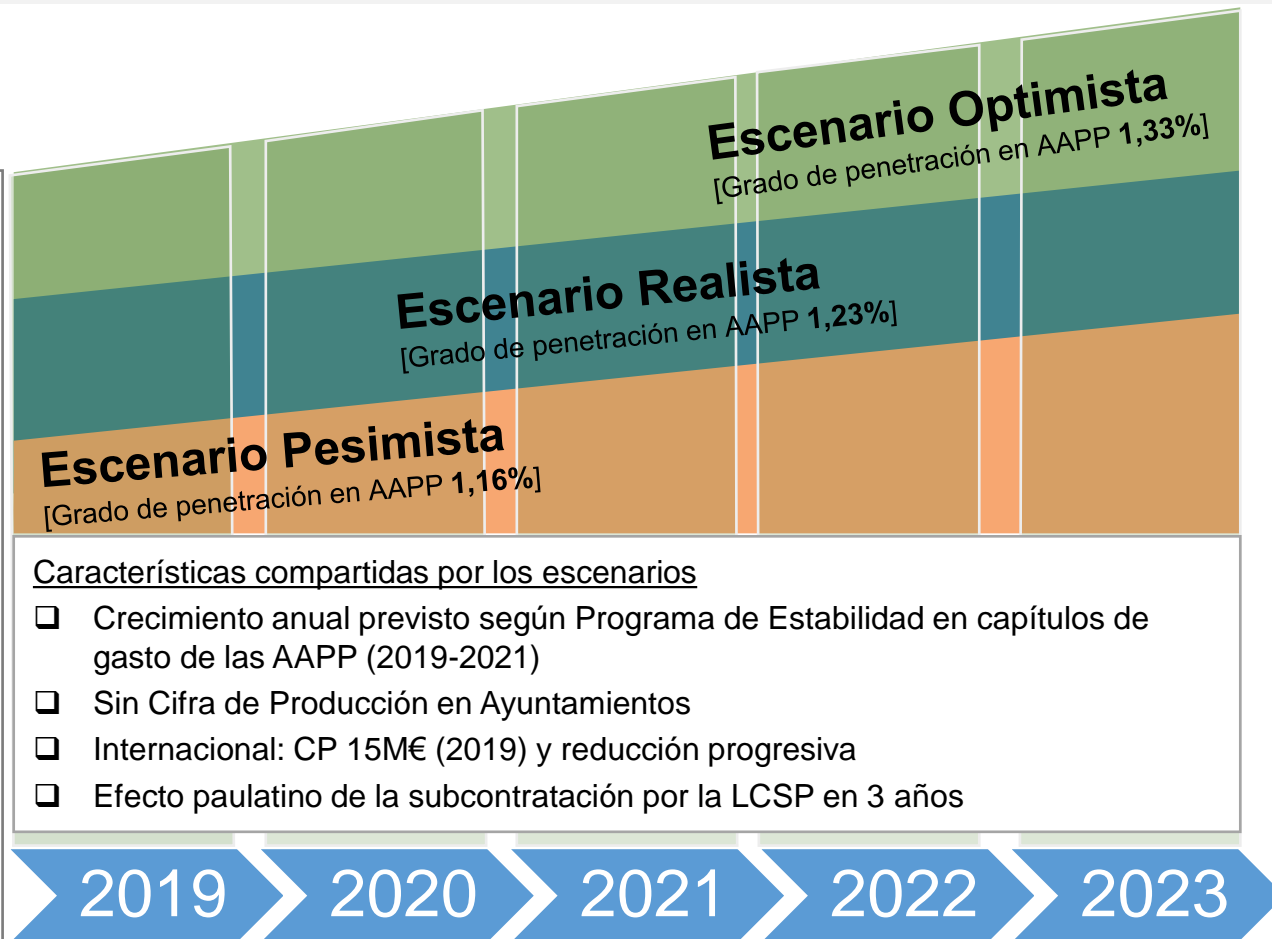 Escenario Optimista
[Grado de penetración en AAPP 1,33%]
Escenario Realista
[Grado de penetración en AAPP 1,23%]
Escenario Pesimista
[Grado de penetración en AAPP 1,16%]
Características compartidas por los escenarios
❑ Crecimiento anual previsto según Programa de Estabilidad en capítulos de
gasto de las AAPP (2019-2021)
❑ Sin Cifra de Producción en Ayuntamientos
❑ Internacional: CP 15M€ (2019) y reducción progresiva
❑ Efecto paulatino de la subcontratación por la LCSP en 3 años
2019 2020 2021 2022 2023